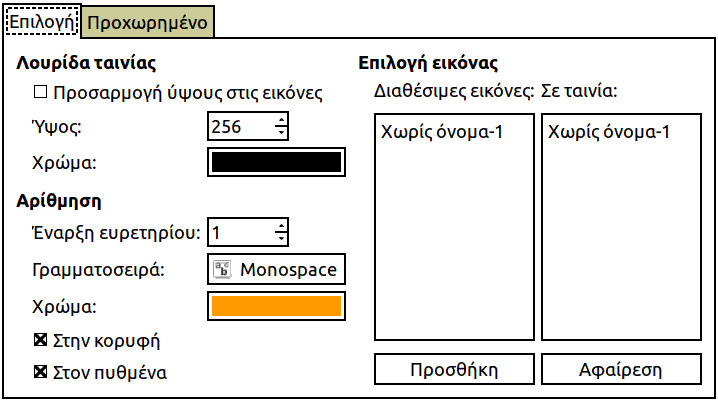 Επιλογή
Προχωρημένο
Λουρίδα ταινίας
Προσαρμογή ύψους στις εικόνες
Ύψος: 256
Χρώμα:
Αρίθμηση
Έναρξη ευρετηρίου: 1
Γραμματοσειρά: Monospace
Χρώμα:
Στην κορυφή
Στον πυθμένα
Επιλογή εικόνας
Διαθέσιμες εικόνες: Σε ταινία:
Χωρίς όνομα-1
Χωρίς όνομα-1
Προσθήκη
Αφαίρεση